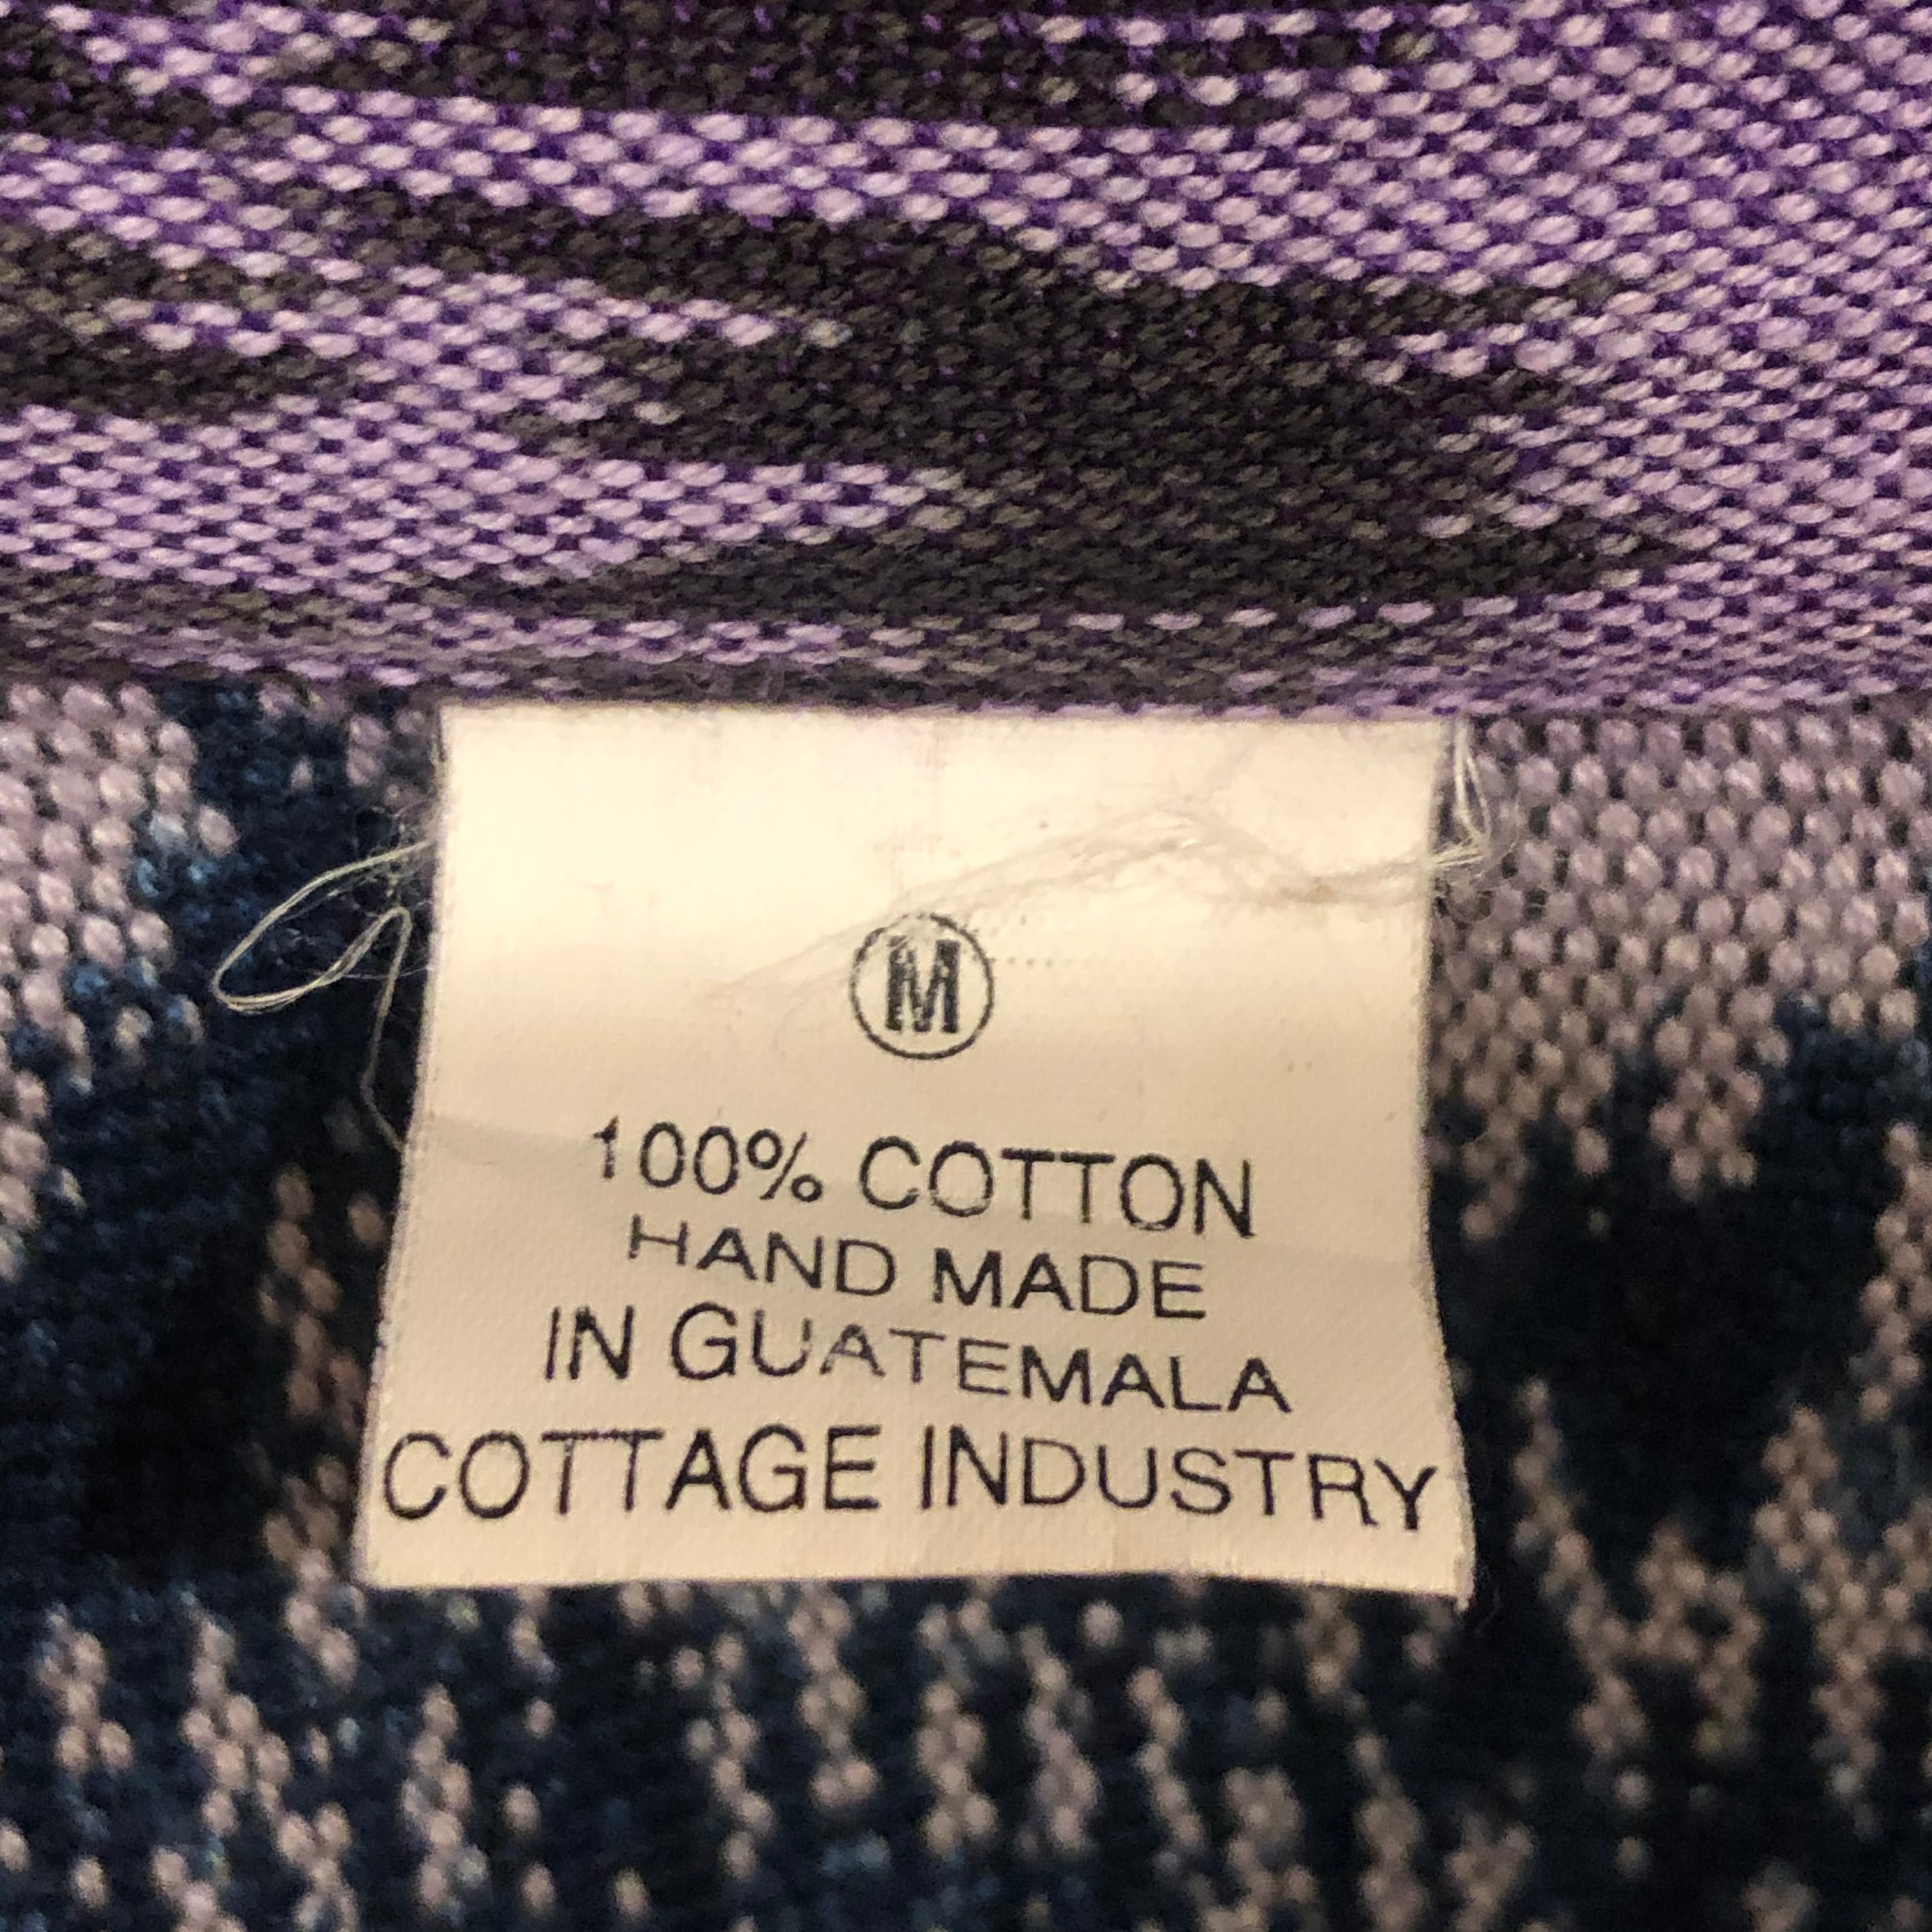 M
100% COTTON
HAND MADE
IN GUATEMALA
COTTAGE INDUSTRY